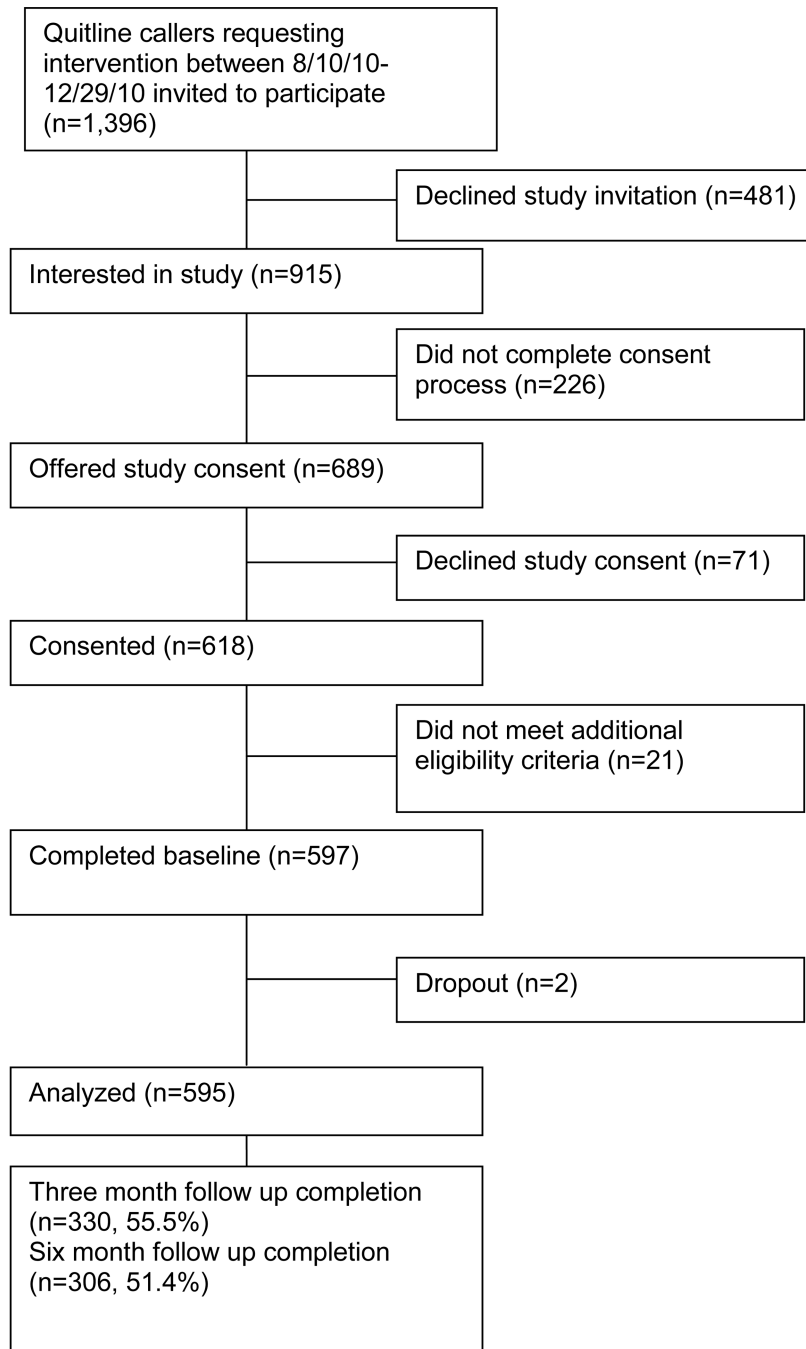 Quitline callers requesting
intervention between 8/10/10-
12/29/10 invited to participate
(n=1,396)
Declined study invitation (n=481)
Interested in study (n=915)
Did not complete consent
process (n=226)
Offered study consent (n=689)
Declined study consent (n=71)
Consented (n=618)
Did not meet additional
eligibility criteria (n=21)
Completed baseline (n=597)
Dropout (n=2)
Analyzed (n=595)
Three month follow up completion
(n=330, 55.5%)
Six month follow up completion
(n=306, 51.4%)